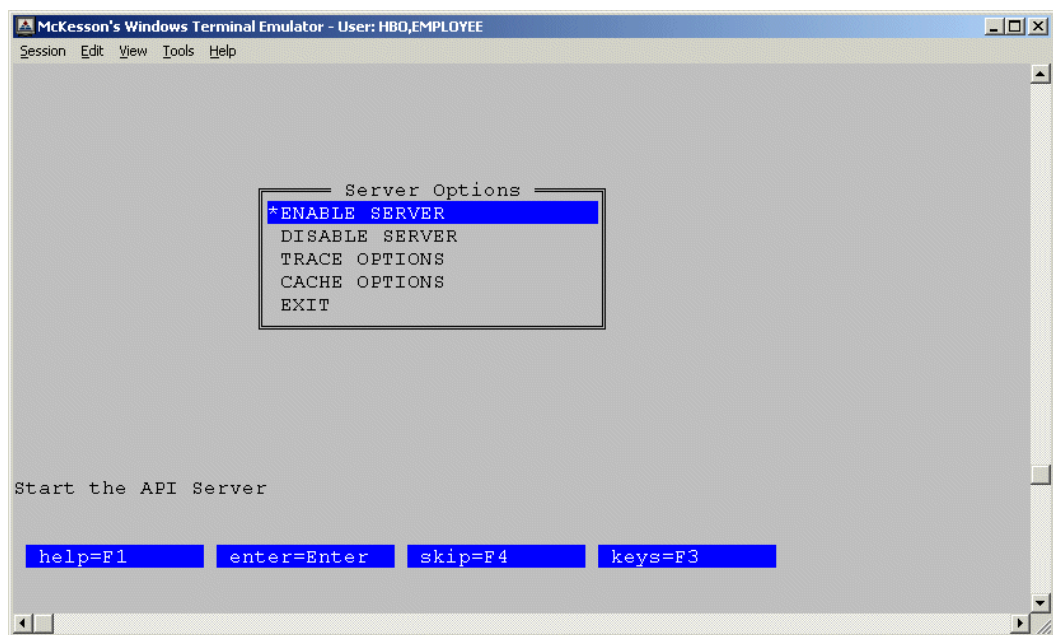 McKesson's Windows Terminal Emulator - User: HBO,EMPLOYEE
Session Edit View Tools Help
Server Options
*ENABLE SERVER
DISABLE SERVER
TRACE OPTIONS
CACHE OPTIONS
EXIT
Start the API Server
help=F1 enter=Enter skip=F4 keys=F3